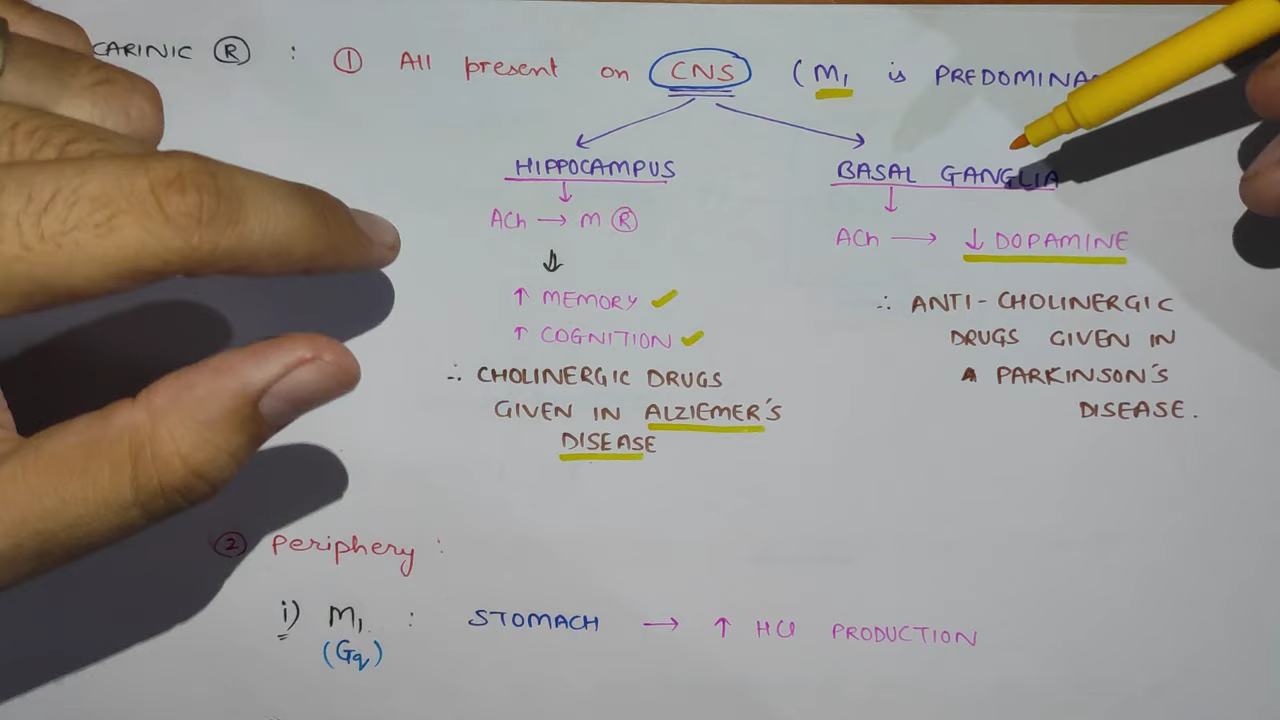 CARINIC Ⓡ : ① All present on CNS (M₁ is PREDOMINA
HIPPOCAMPUS
BASAL GANGLIA
ACh → M Ⓡ
ACh → ↓ DOPAMINE
↓
↑ MEMORY ✓
↑ COGNITION ✓
∴ CHOLINERGIC DRUGS
GIVEN IN ALZIEMER'S
DISEASE
∴ ANTI-CHOLINERGIC
DRUGS GIVEN IN
PARKINSON'S
DISEASE.
② Periphery :
i) M₁ : STOMACH → ↑ HCl PRODUCTION
(Gq)